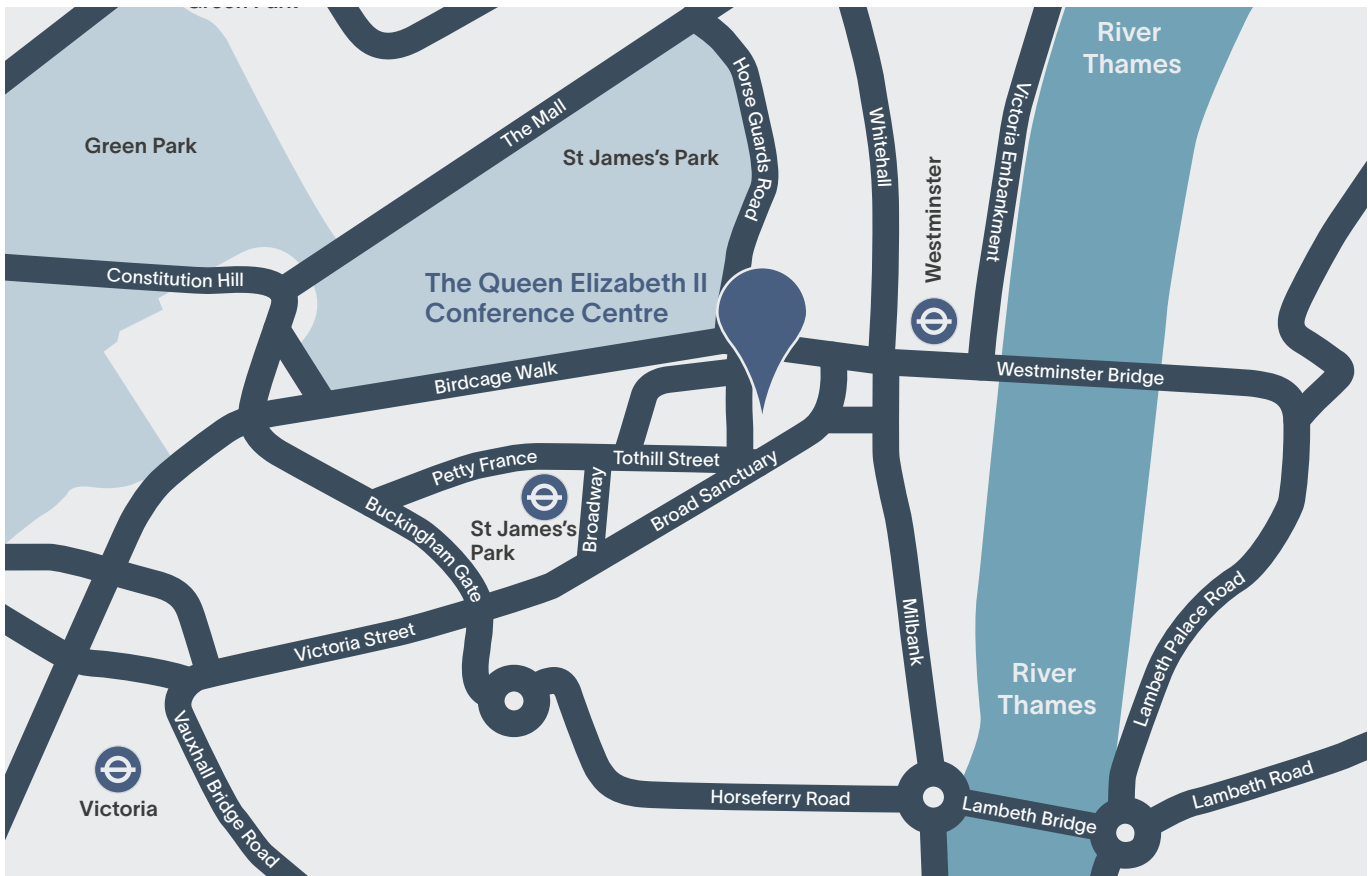 Green Park
River
Thames
Green Park
The Mall
St James's Park
Horse Guards Road
Whitehall
Westminster
Victoria Embankment
Constitution Hill
The Queen Elizabeth II
Conference Centre
Birdcage Walk
Westminster Bridge
Petty France
Tothill Street
Broad Sanctuary
Broadway
St James's
Park
Buckingham Gate
Victoria Street
Milbank
River
Thames
Lambeth Palace Road
Vauxhall Bridge Road
Victoria
Horseferry Road
Lambeth Bridge
Lambeth Road